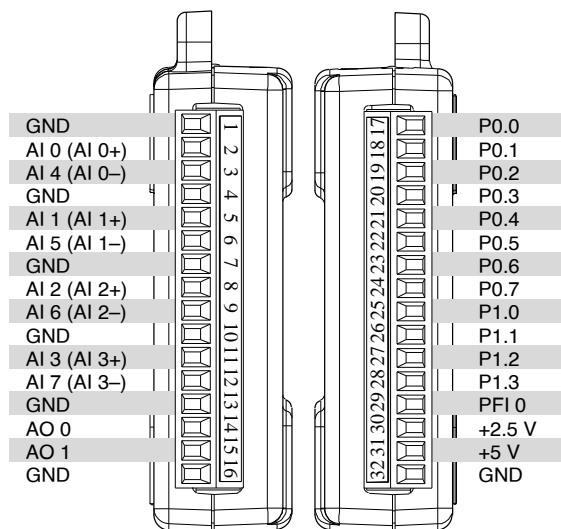 GND 1
AI 0 (AI 0+) 2
AI 4 (AI 0–) 3
GND 4
AI 1 (AI 1+) 5
AI 5 (AI 1–) 6
GND 7
AI 2 (AI 2+) 8
AI 6 (AI 2–) 9
GND 10
AI 3 (AI 3+) 11
AI 7 (AI 3–) 12
GND 13
AO 0 14
AO 1 15
GND 16
17 P0.0
18 P0.1
19 P0.2
20 P0.3
21 P0.4
22 P0.5
23 P0.6
24 P0.7
25 P1.0
26 P1.1
27 P1.2
28 P1.3
29 PFI 0
30 +2.5 V
31 +5 V
32 GND